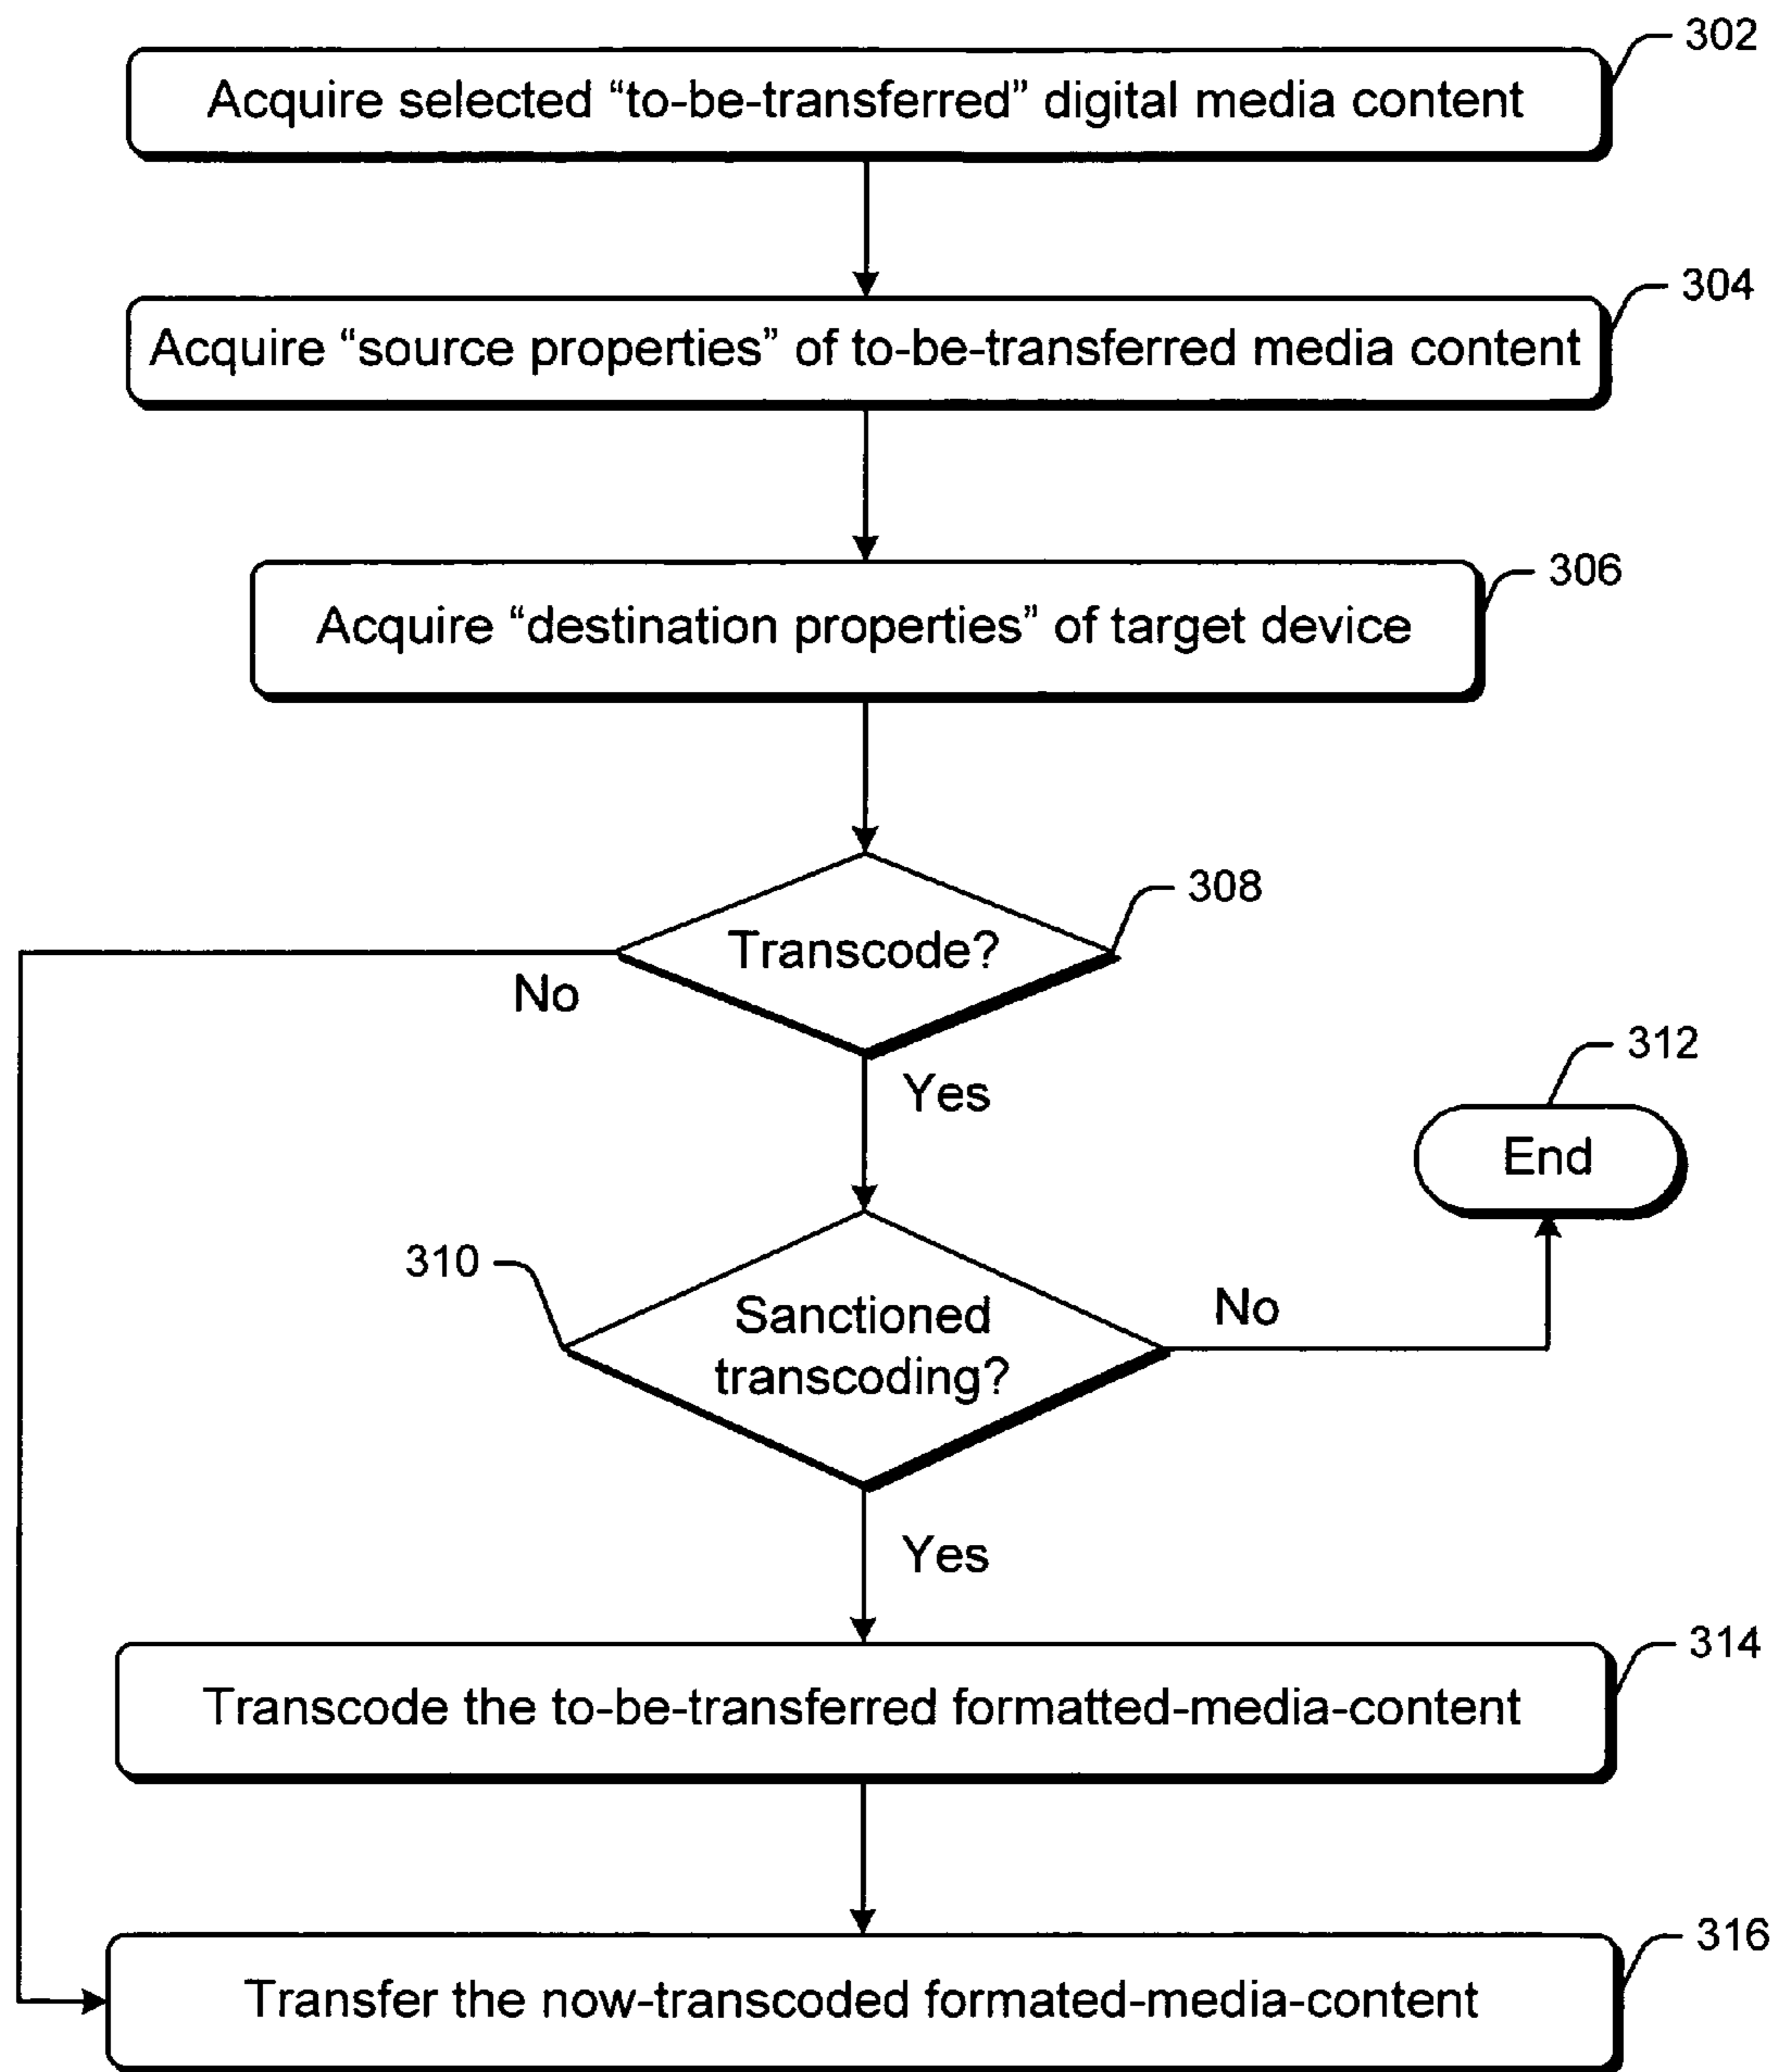 302
Acquire selected “to-be-transferred” digital media content
304
Acquire “source properties” of to-be-transferred media content
306
Acquire “destination properties” of target device
308
Transcode?
No
Yes
312
End
310
Sanctioned
transcoding?
No
Yes
314
Transcode the to-be-transferred formatted-media-content
316
Transfer the now-transcoded formated-media-content